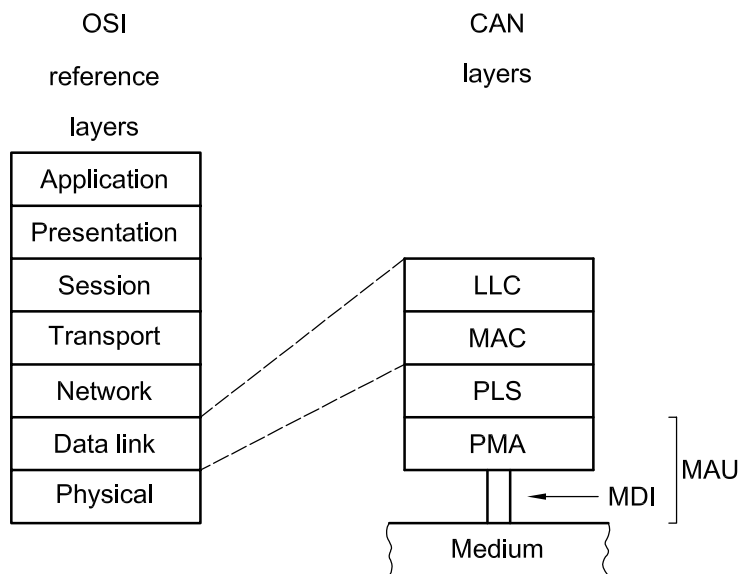 OSI
reference
layers
Application
Presentation
Session
Transport
Network
Data link
Physical
CAN
layers
LLC
MAC
PLS
PMA
MDI
MAU
Medium